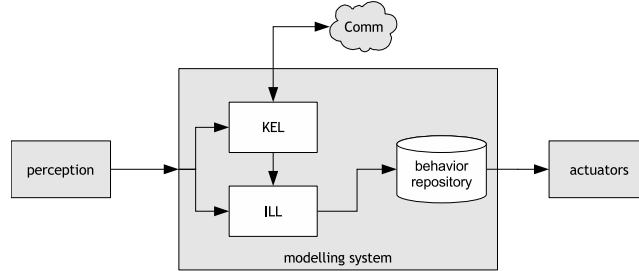 Comm
KEL
perception
behavior
repository
actuators
ILL
modelling system